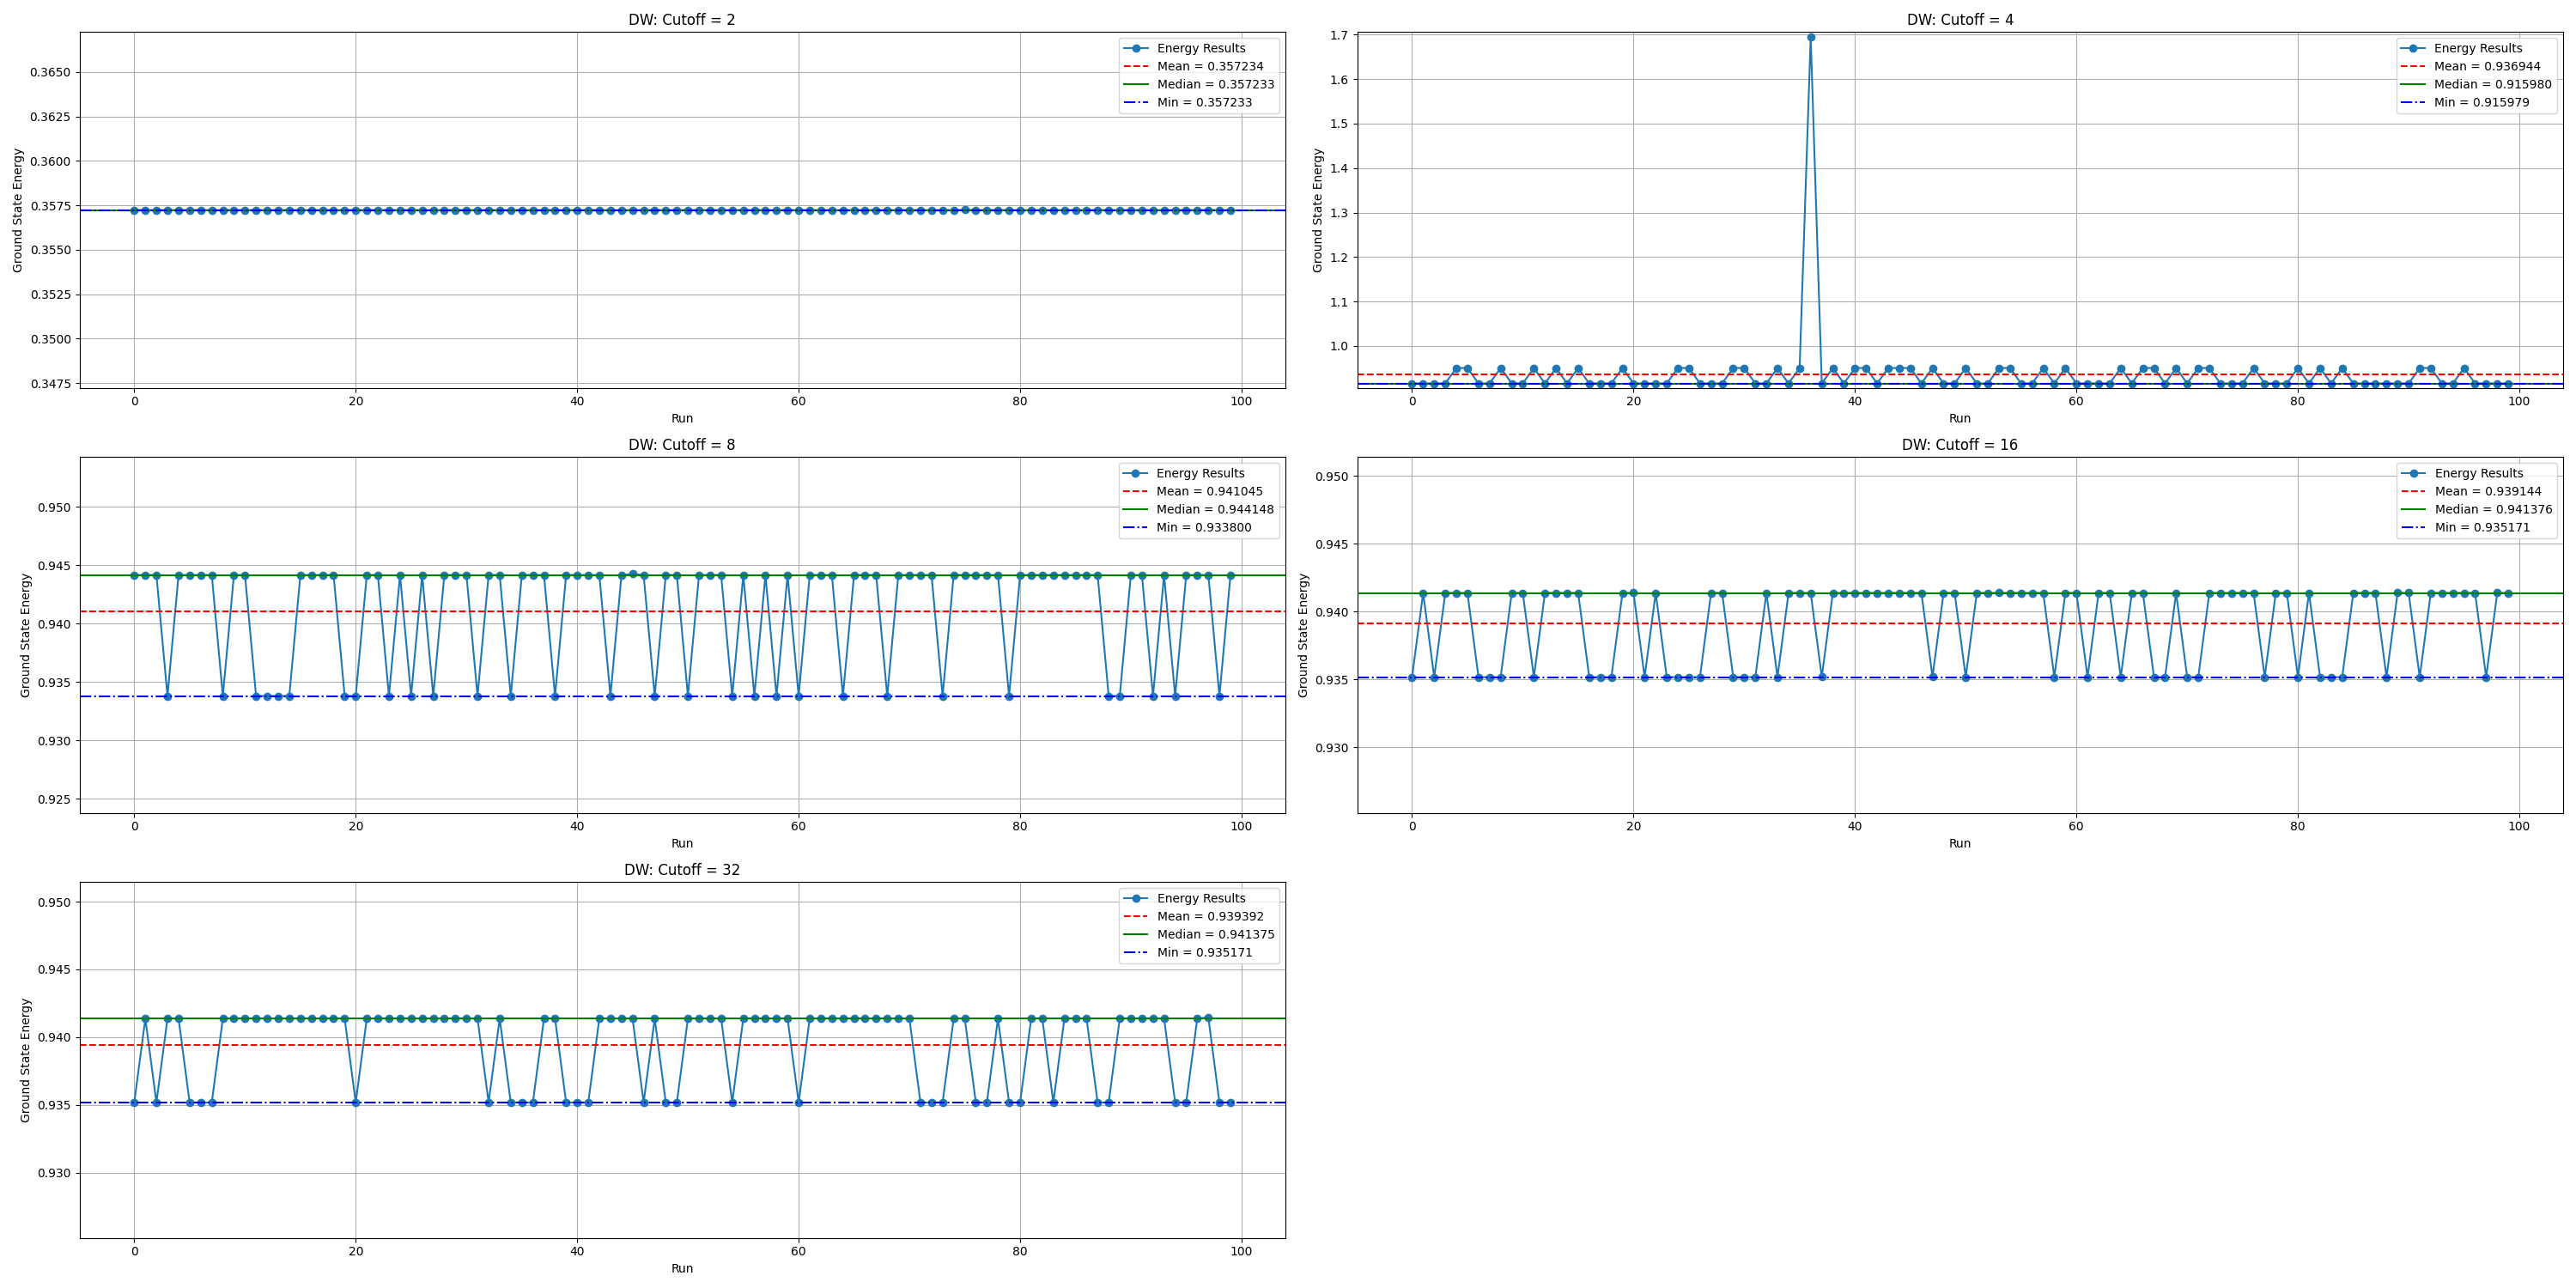 DW: Cutoff = 2
Ground State Energy
0.3650
0.3625
0.3600
0.3575
0.3550
0.3525
0.3500
0.3475
Energy Results
Mean = 0.357234
Median = 0.357233
Min = 0.357233
0 20 40 60 80 100
Run
DW: Cutoff = 4
Ground State Energy
1.7
1.6
1.5
1.4
1.3
1.2
1.1
1.0
Energy Results
Mean = 0.936944
Median = 0.915980
Min = 0.915979
0 20 40 60 80 100
Run
DW: Cutoff = 8
Ground State Energy
0.950
0.945
0.940
0.935
0.930
0.925
Energy Results
Mean = 0.941045
Median = 0.944148
Min = 0.933800
0 20 40 60 80 100
Run
DW: Cutoff = 16
Ground State Energy
0.950
0.945
0.940
0.935
0.930
Energy Results
Mean = 0.939144
Median = 0.941376
Min = 0.935171
0 20 40 60 80 100
Run
DW: Cutoff = 32
Ground State Energy
0.950
0.945
0.940
0.935
0.930
Energy Results
Mean = 0.939392
Median = 0.941375
Min = 0.935171
0 20 40 60 80 100
Run